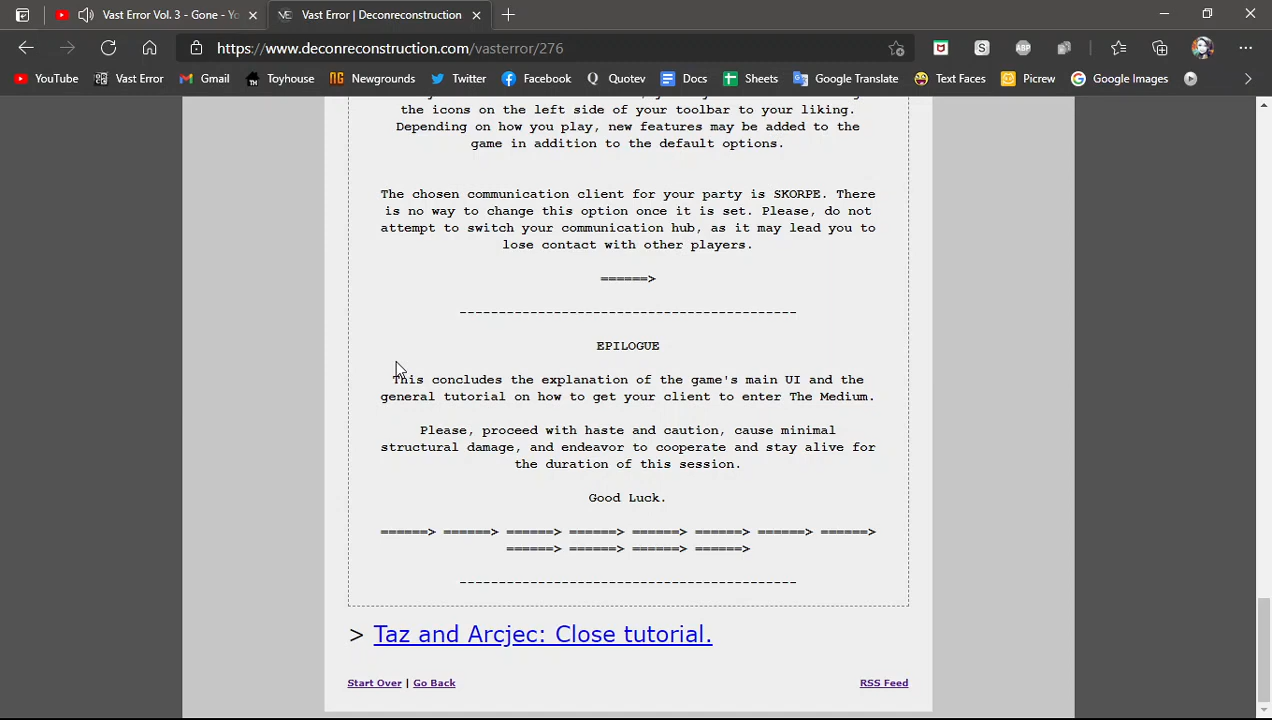 Vast Error Vol. 3 - Gone - Yo
Vast Error | Deconreconstruction
https://www.deconreconstruction.com/vasterror/276
YouTube
Vast Error
Gmail
Toyhouse
Newgrounds
Twitter
Facebook
Quotev
Docs
Sheets
Google Translate
Text Faces
Picrew
Google Images
the icons on the left side of your toolbar to your liking.
Depending on how you play, new features may be added to the
game in addition to the default options.
The chosen communication client for your party is SKORPE. There
is no way to change this option once it is set. Please, do not
attempt to switch your communication hub, as it may lead you to
lose contact with other players.
======>
-------------------------------------------
EPILOGUE
This concludes the explanation of the game's main UI and the
general tutorial on how to get your client to enter The Medium.
Please, proceed with haste and caution, cause minimal
structural damage, and endeavor to cooperate and stay alive for
the duration of this session.
Good Luck.
======> ======> ======> ======> ======> ======> ======> ======>
======> ======> ======> ======>
-------------------------------------------
> Taz and Arcjec: Close tutorial.
Start Over | Go Back
RSS Feed